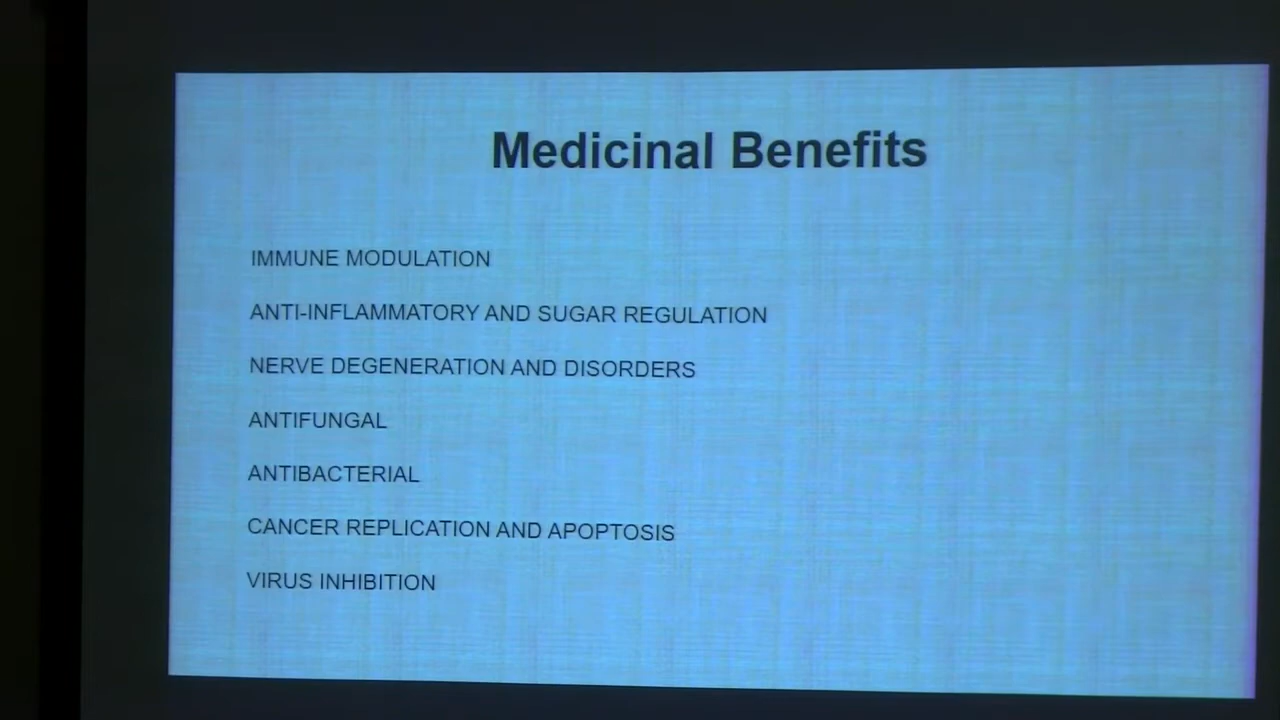 Medicinal Benefits
IMMUNE MODULATION
ANTI-INFLAMMATORY AND SUGAR REGULATION
NERVE DEGENERATION AND DISORDERS
ANTIFUNGAL
ANTIBACTERIAL
CANCER REPLICATION AND APOPTOSIS
VIRUS INHIBITION